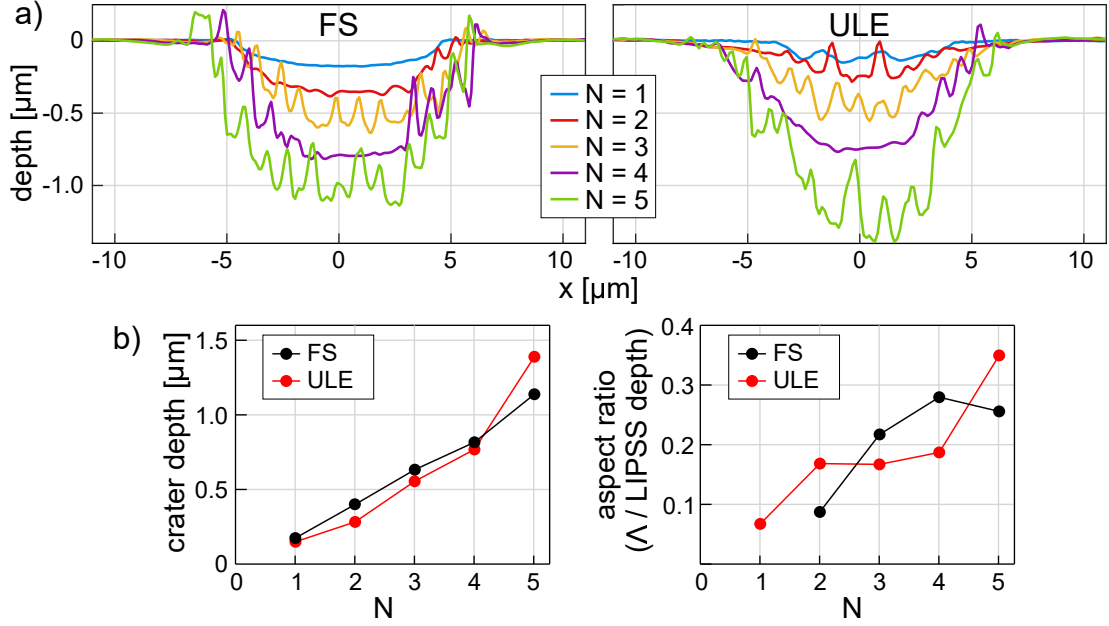 a)
FS
ULE
depth [µm]
0
-0.5
-1.0
N = 1
N = 2
N = 3
N = 4
N = 5
-10
-5
0
5
10
-5
0
5
10
x [µm]
b)
crater depth [µm]
1.5
1.0
0.5
0
FS
ULE
0
1
2
3
4
5
N
aspect ratio
(Λ / LIPSS depth)
0.4
0.3
0.2
0.1
FS
ULE
0
1
2
3
4
5
N